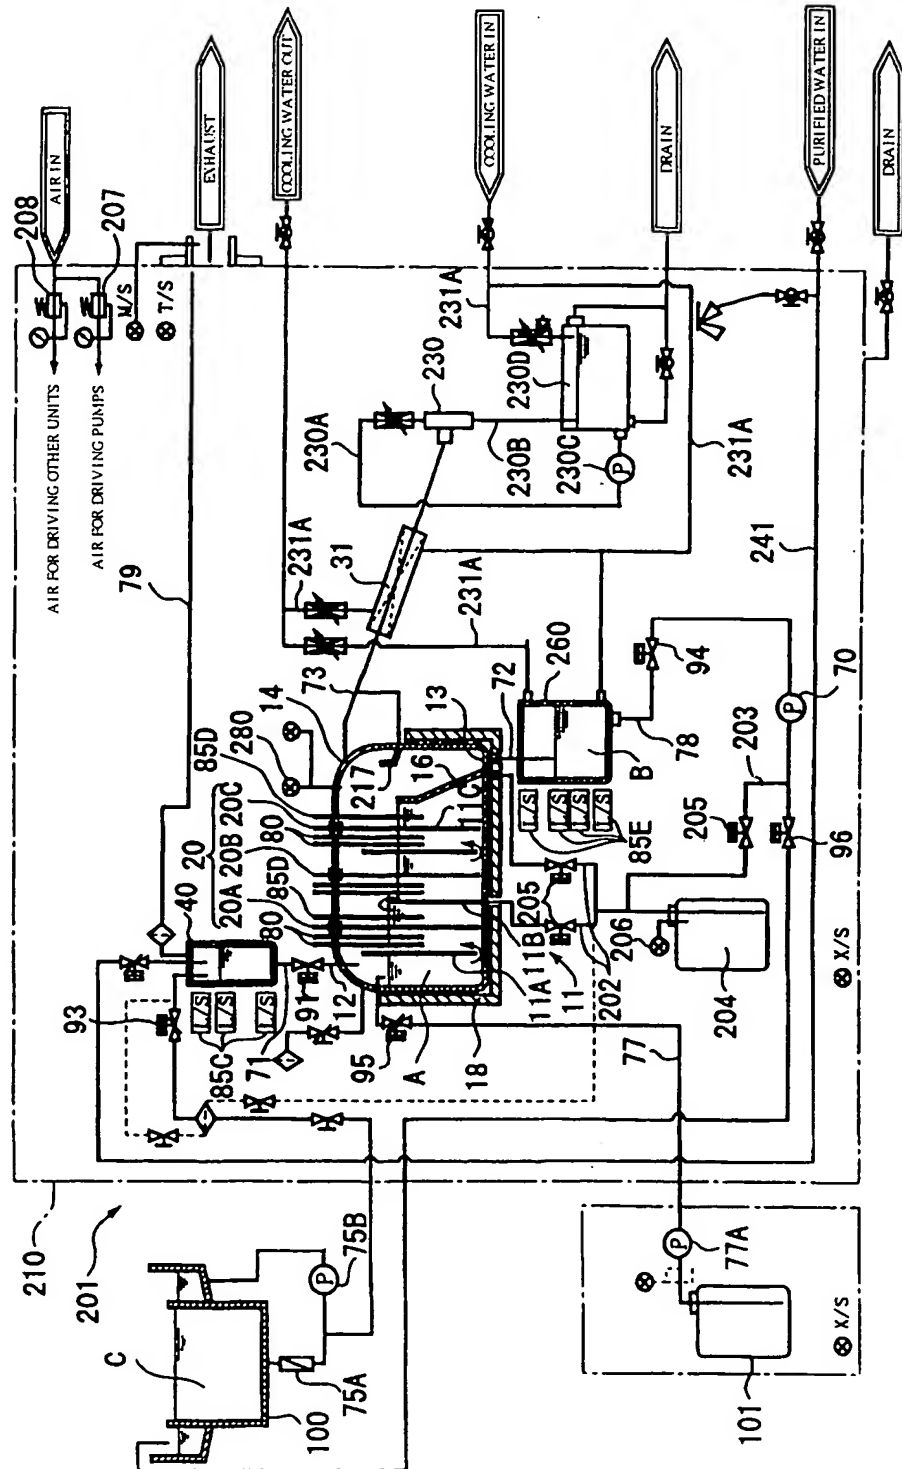 AIR IN
EXHAUST
COOLING WATER OUT
COOLING WATER IN
DRAIN
PURIFIED WATER IN
DRAIN
208
207
M/S
T/S
AIR FOR DRIVING OTHER UNITS
AIR FOR DRIVING PUMPS
79
231A
230A
230
230B
230C
230D
P
231A
231A
231A
241
31
14
73
260
72
13
16
11C
217
280
85D
20C
80
20B
85D
20
20A
80
40
93
L/S
L/S
L/S
85C
71
91
12
95
A
18
11A
11B
11
202
205
L/S
L/S
L/S
L/S
85E
B
78
94
70
P
203
205
96
206
204
X/S
77
210
201
C
100
75A
75B
P
77A
P
101
X/S